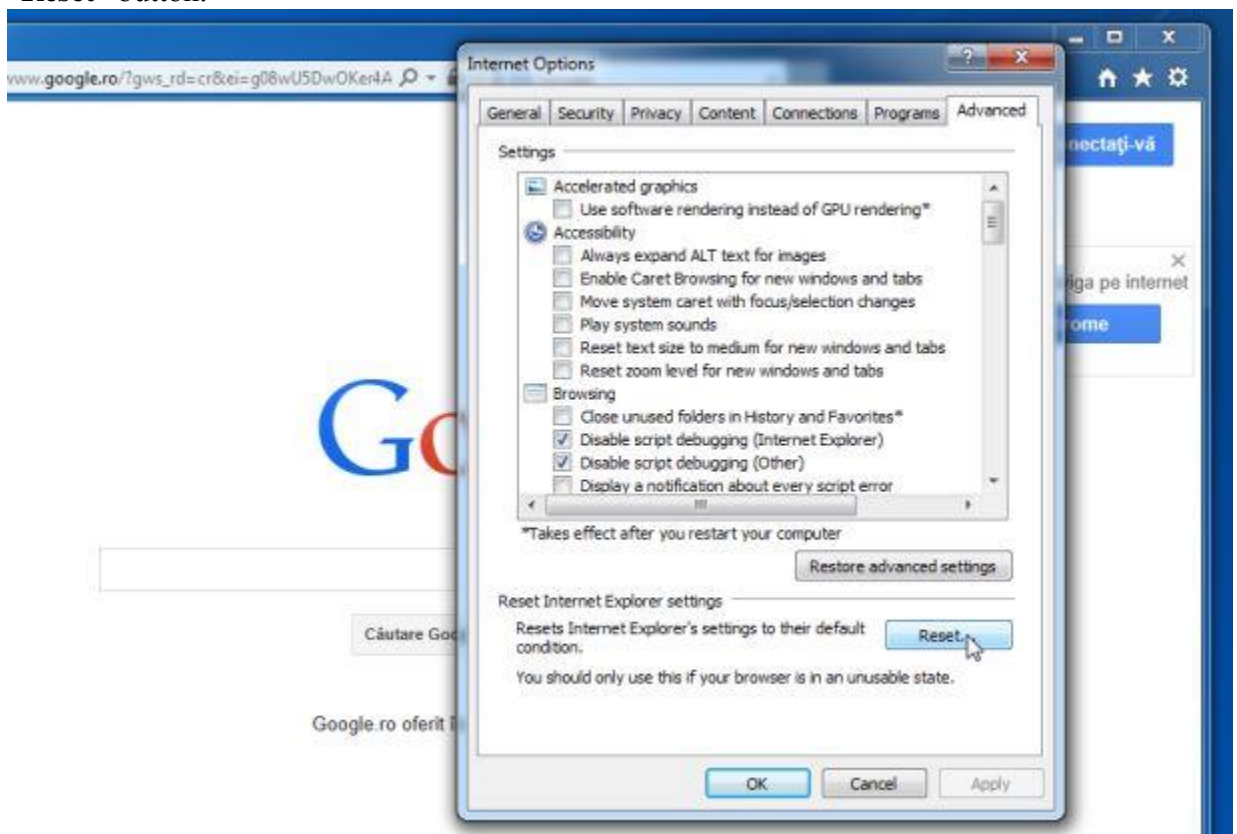 "Reset" button.
Internet Options
www.google.ro/?gws_rd=cr&ei=g08wU5DwOKer4A
General Security Privacy Content Connections Programs Advanced
nectaţi-vă
Settings
Accelerated graphics
Use software rendering instead of GPU rendering*
Accessibility
Always expand ALT text for images
Enable Caret Browsing for new windows and tabs
iga pe internet
Move system caret with focus/selection changes
Play system sounds
rome
Reset text size to medium for new windows and tabs
Reset zoom level for new windows and tabs
Browsing
Close unused folders in History and Favorites*
Go
Disable script debugging (Internet Explorer)
Disable script debugging (Other)
Display a notification about every script error
*Takes effect after you restart your computer
Restore advanced settings
Reset Internet Explorer settings
Resets Internet Explorer's settings to their default
condition.
Reset...
Căutare Goo
You should only use this if your browser is in an unusable state.
Google.ro oferit î
OK Cancel Apply